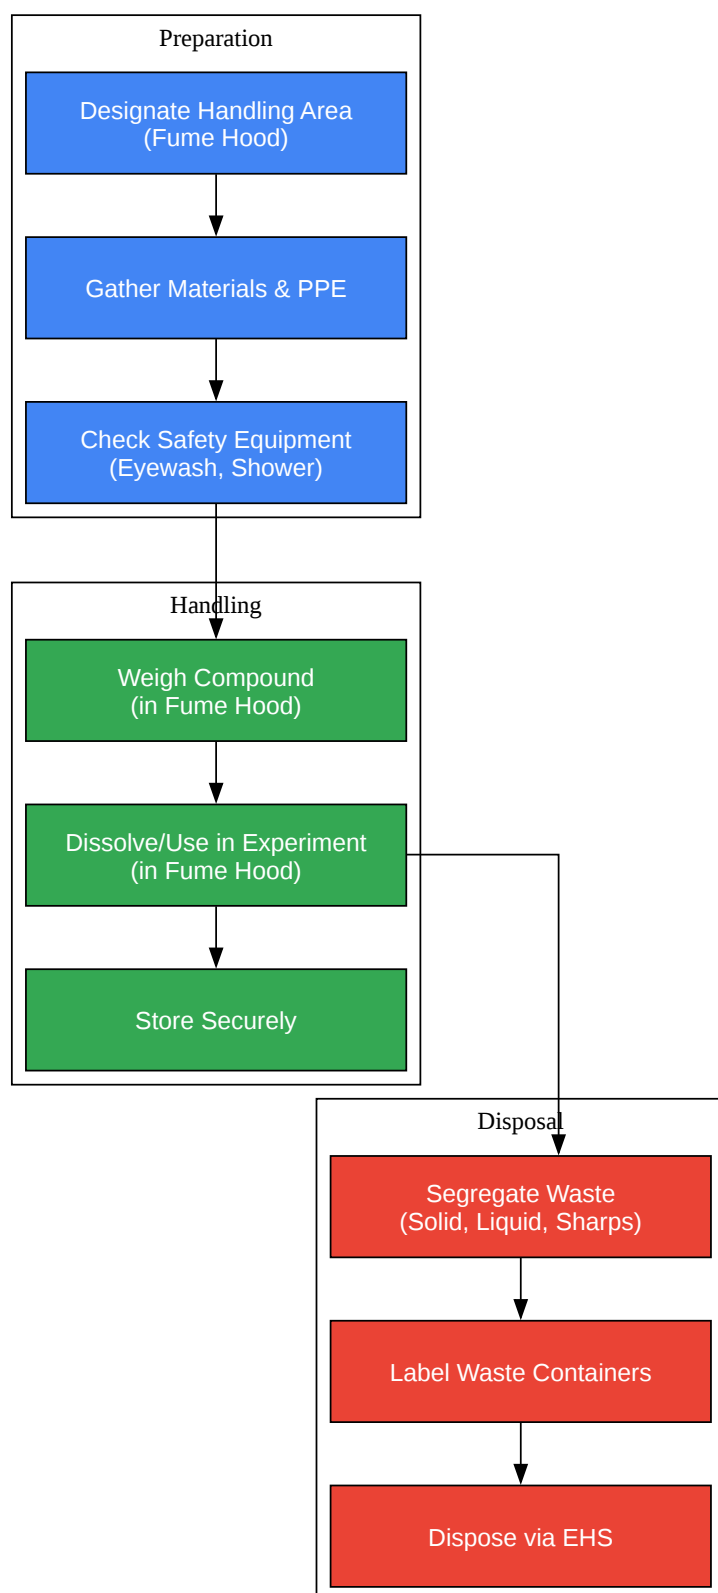 Preparation
Designate Handling Area
(Fume Hood)
Gather Materials & PPE
Check Safety Equipment
(Eyewash, Shower)
Handling
Weigh Compound
(in Fume Hood)
Dissolve/Use in Experiment
(in Fume Hood)
Store Securely
Disposal
Segregate Waste
(Solid, Liquid, Sharps)
Label Waste Containers
Dispose via EHS